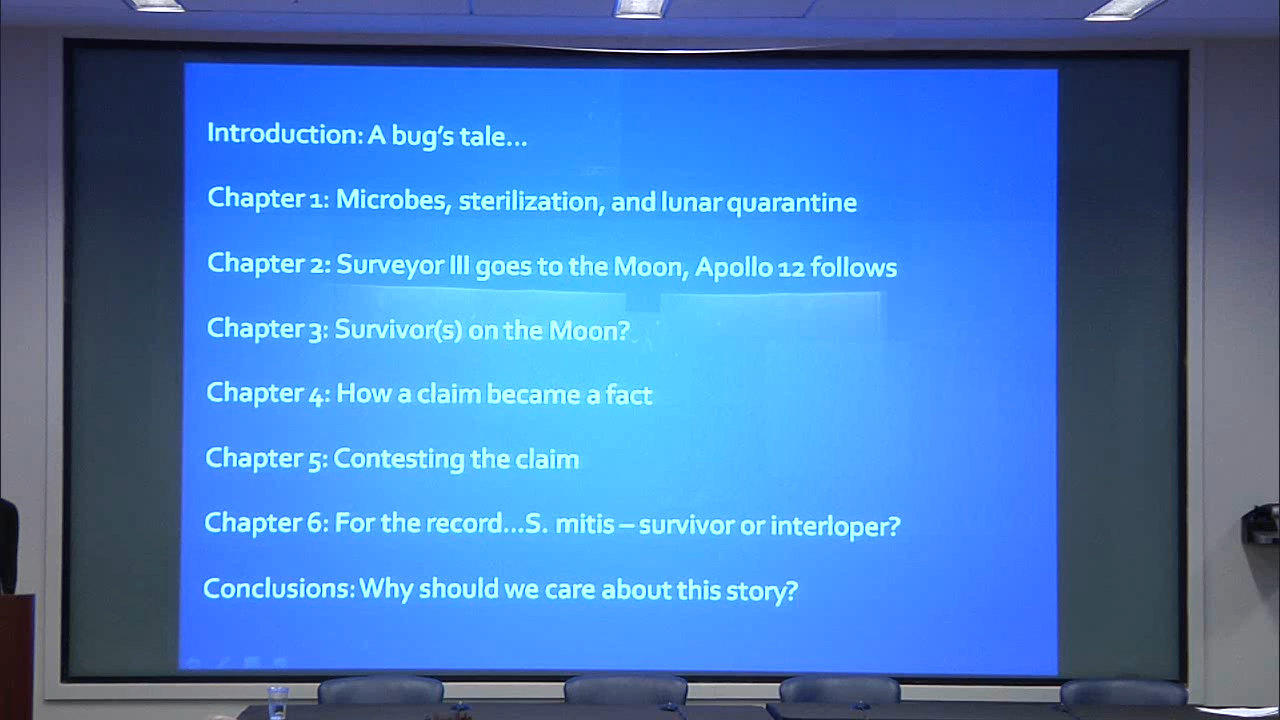 Introduction: A bug's tale...
Chapter 1: Microbes, sterilization, and lunar quarantine
Chapter 2: Surveyor III goes to the Moon, Apollo 12 follows
Chapter 3: Survivor(s) on the Moon?
Chapter 4: How a claim became a fact
Chapter 5: Contesting the claim
Chapter 6: For the record...S. mitis – survivor or interloper?
Conclusions: Why should we care about this story?